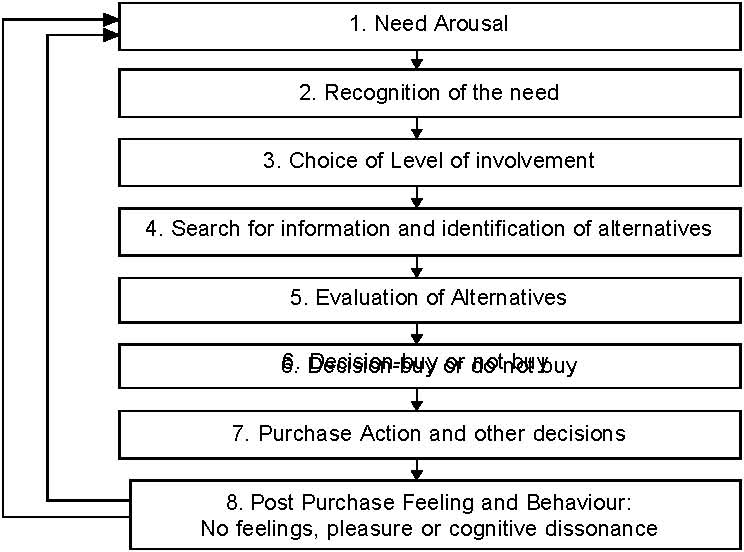 1. Need Arousal
2. Recognition of the need
3. Choice of Level of involvement
4. Search for information and identification of alternatives
5. Evaluation of Alternatives
6. Decision-buy or not buy
6. Decision-buy or do not buy
7. Purchase Action and other decisions
8. Post Purchase Feeling and Behaviour:
No feelings, pleasure or cognitive dissonance